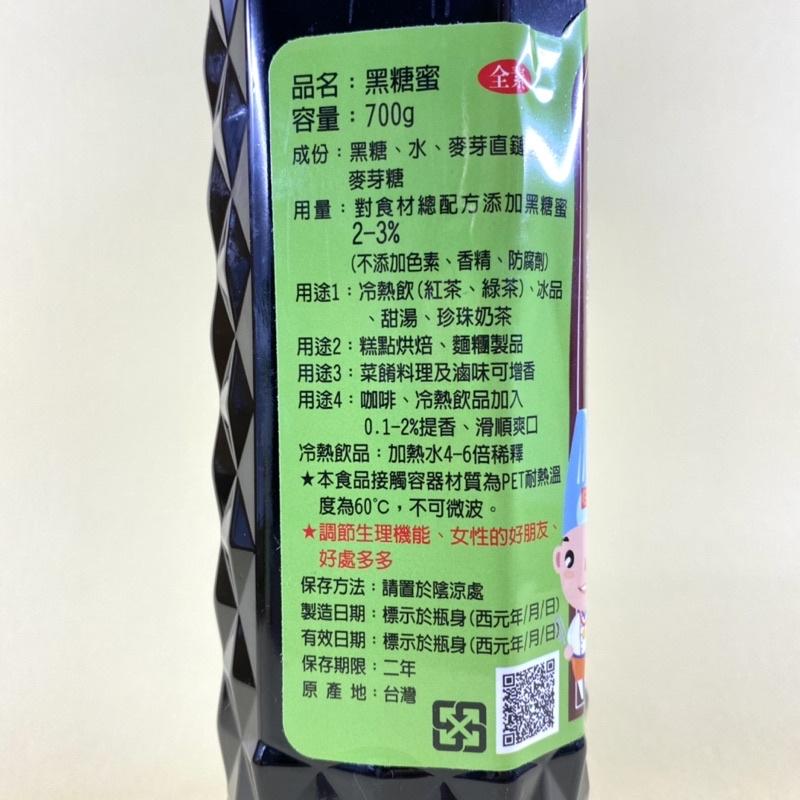 品名：黑糖蜜
全素
容量：700g
成份：黑糖、水、麥芽直鏈
麥芽糖
用量：對食材總配方添加黑糖蜜
2-3%
(不添加色素、香精、防腐劑)
用途1：冷熱飲(紅茶、綠茶)、冰品
、甜湯、珍珠奶茶
用途2：糕點烘焙、麵糰製品
用途3：菜餚料理及滷味可增香
用途4：咖啡、冷熱飲品加入
0.1-2%提香、滑順爽口
冷熱飲品：加熱水4-6倍稀釋
★本食品接觸容器材質為PET耐熱溫
度為60℃，不可微波。
★調節生理機能、女性的好朋友、
好處多多
保存方法：請置於陰涼處
製造日期：標示於瓶身(西元年/月/日)
有效日期：標示於瓶身(西元年/月/日)
保存期限：二年
原產地：台灣